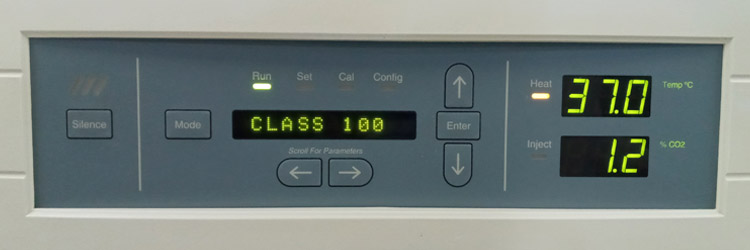 Run Set Cal Config
Heat 37.0 Temp °C
Silence Mode CLASS 100 Enter
Inject 1.2 % CO2
Scroll For Parameters